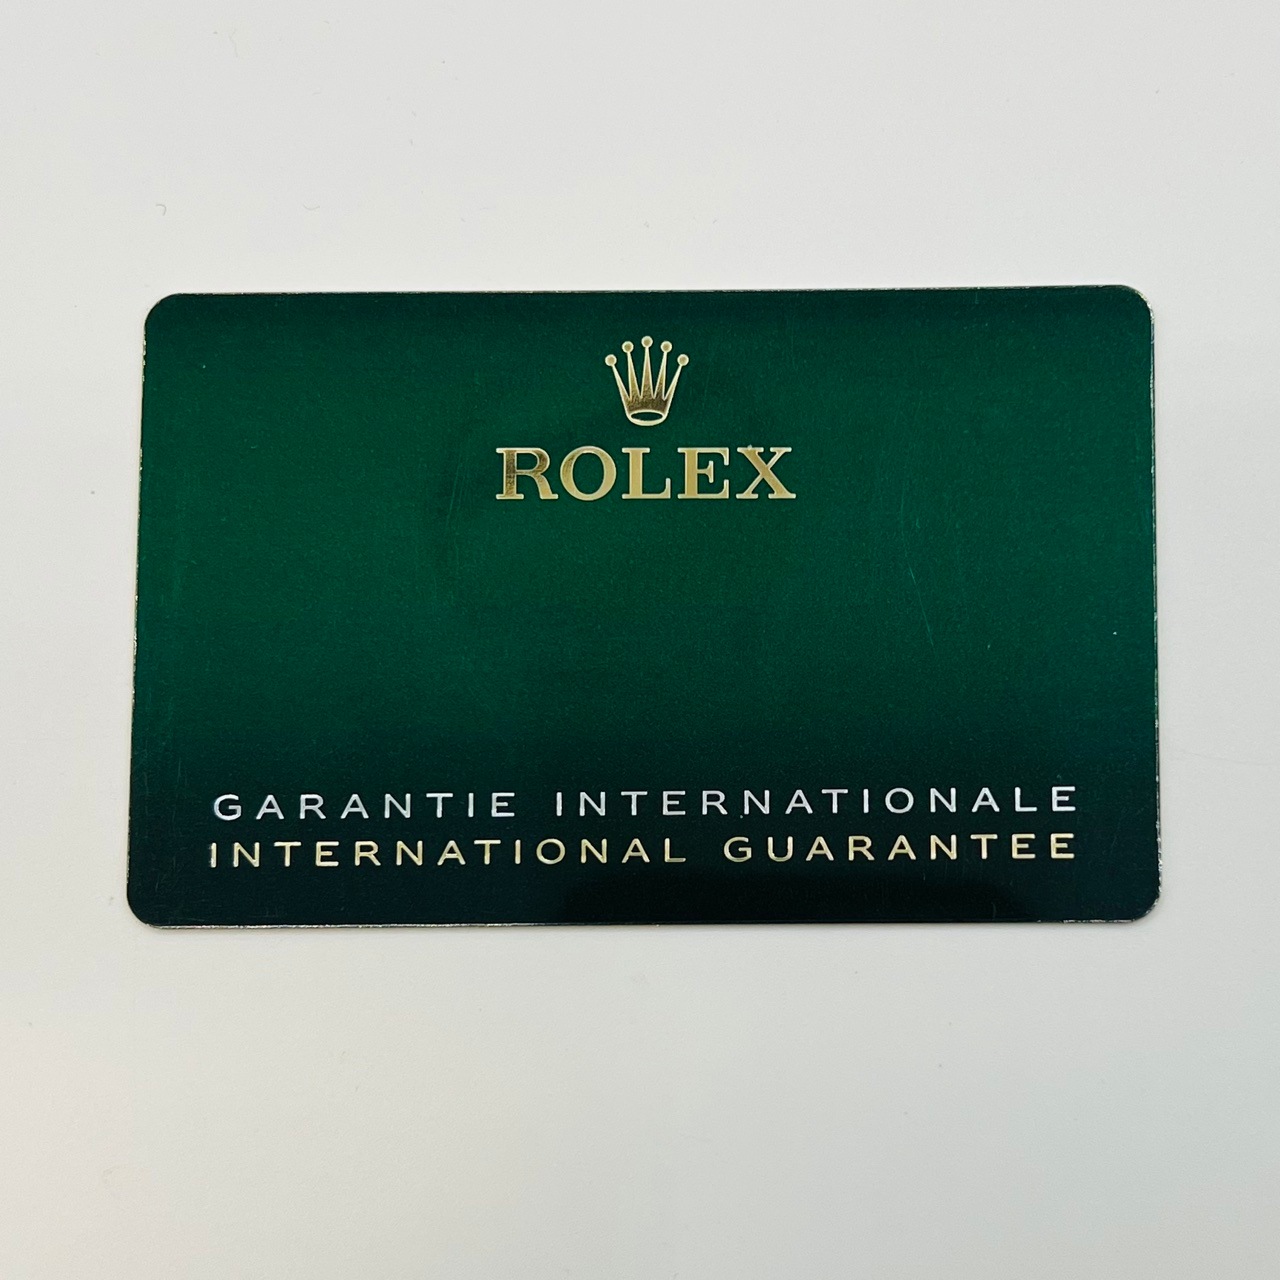 ROLEX
GARANTIE INTERNATIONALE
INTERNATIONAL GUARANTEE